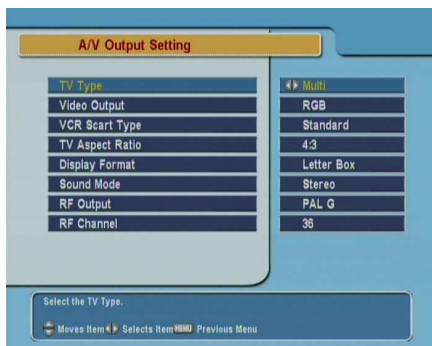 A/V Output Setting
TV Type Multi
Video Output RGB
VCR Scart Type Standard
TV Aspect Ratio 4:3
Display Format Letter Box
Sound Mode Stereo
RF Output PAL G
RF Channel 36
Select the TV Type.
Moves Item Selects Item MENU Previous Menu